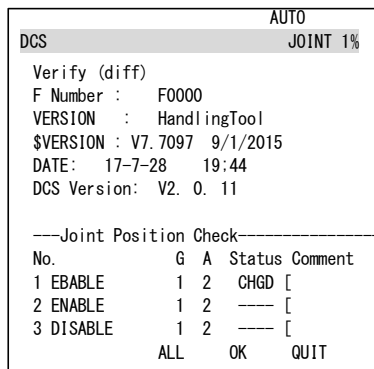 AUTO
DCS JOINT 1%
Verify (diff)
F Number : F0000
VERSION : HandlingTool
$VERSION : V7.7097 9/1/2015
DATE: 17-7-28 19:44
DCS Version: V2. 0. 11
---Joint Position Check----------------
No. G A Status Comment
1 EBABLE 1 2 CHGD [
2 ENABLE 1 2 ---- [
3 DISABLE 1 2 ---- [
ALL OK QUIT